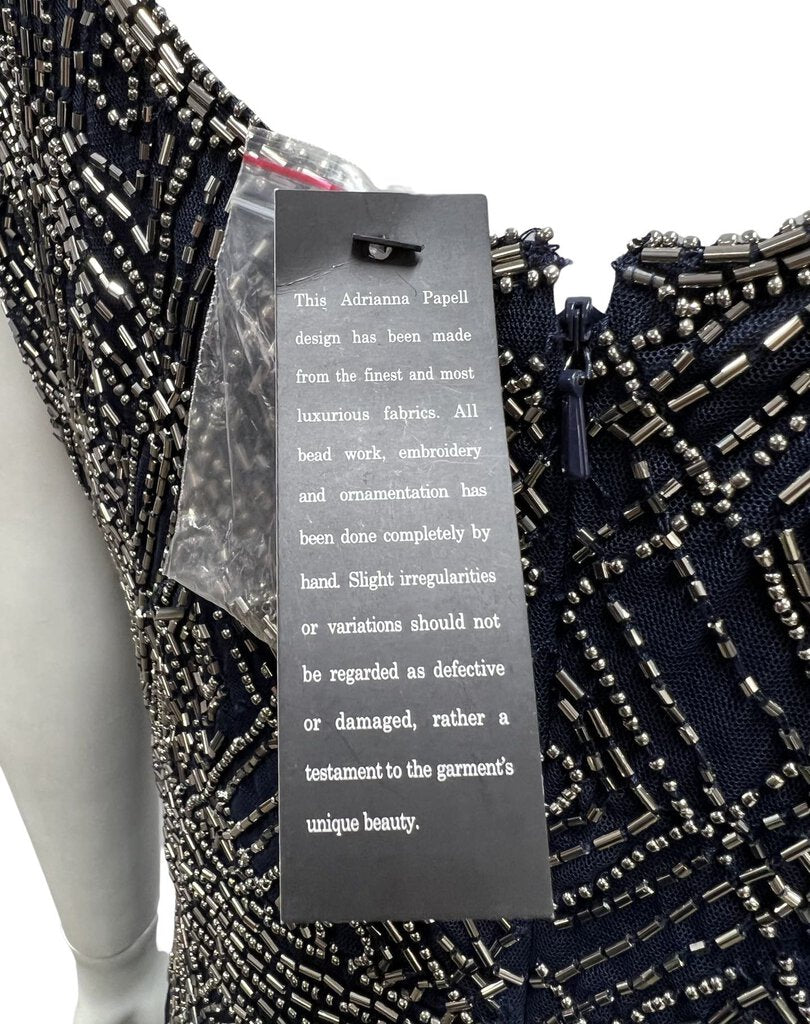 This Adrianna Papell
design has been made
from the finest and most
luxurious fabrics. All
bead work, embroidery
and ornamentation has
been done completely by
hand. Slight irregularities
or variations should not
be regarded as defective
or damaged, rather a
testament to the garment's
unique beauty.